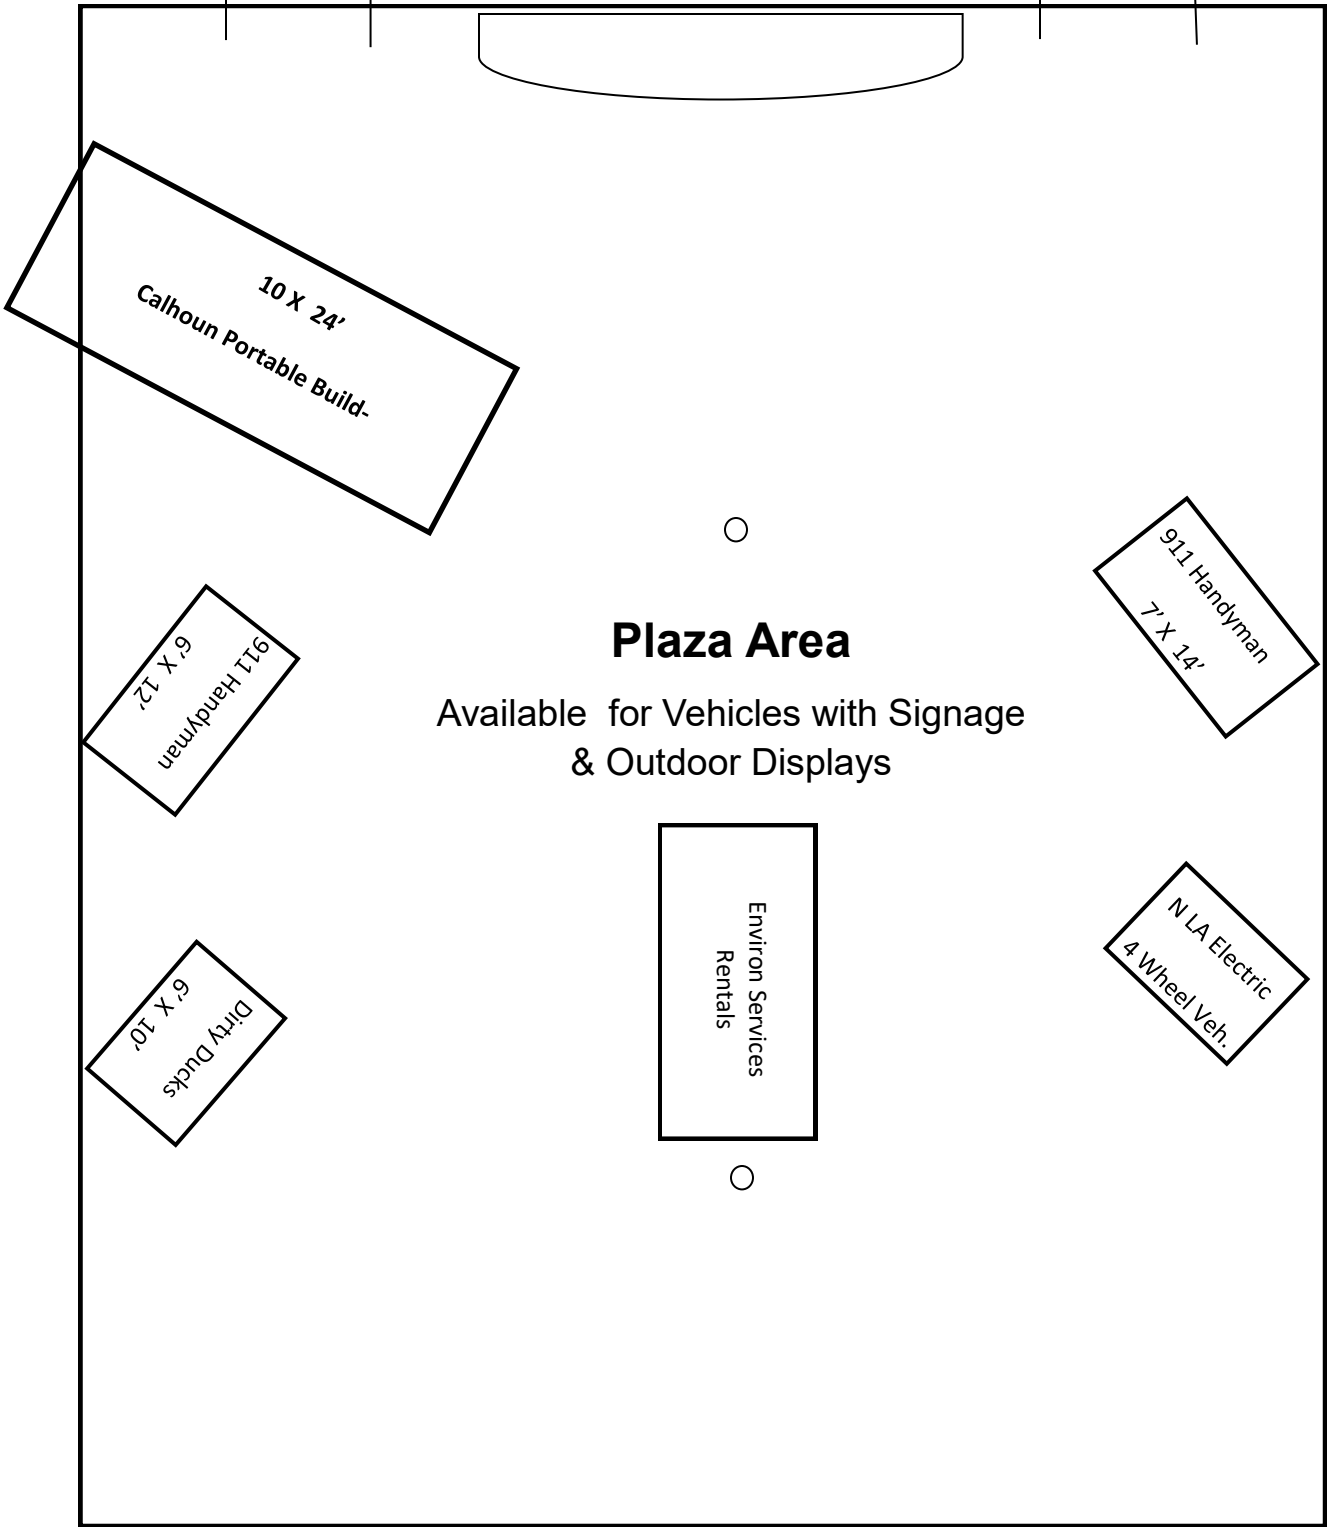 10 X  24’
Calhoun Portable Build-
911 Handyman
7’ X  14’
911 Handyman
6’ X  12’
Plaza Area
Available  for Vehicles with Signage
& Outdoor Displays
N LA Electric
4 Wheel Veh.
Environ Services
Rentals
Dirty Ducks
6’ X  10’